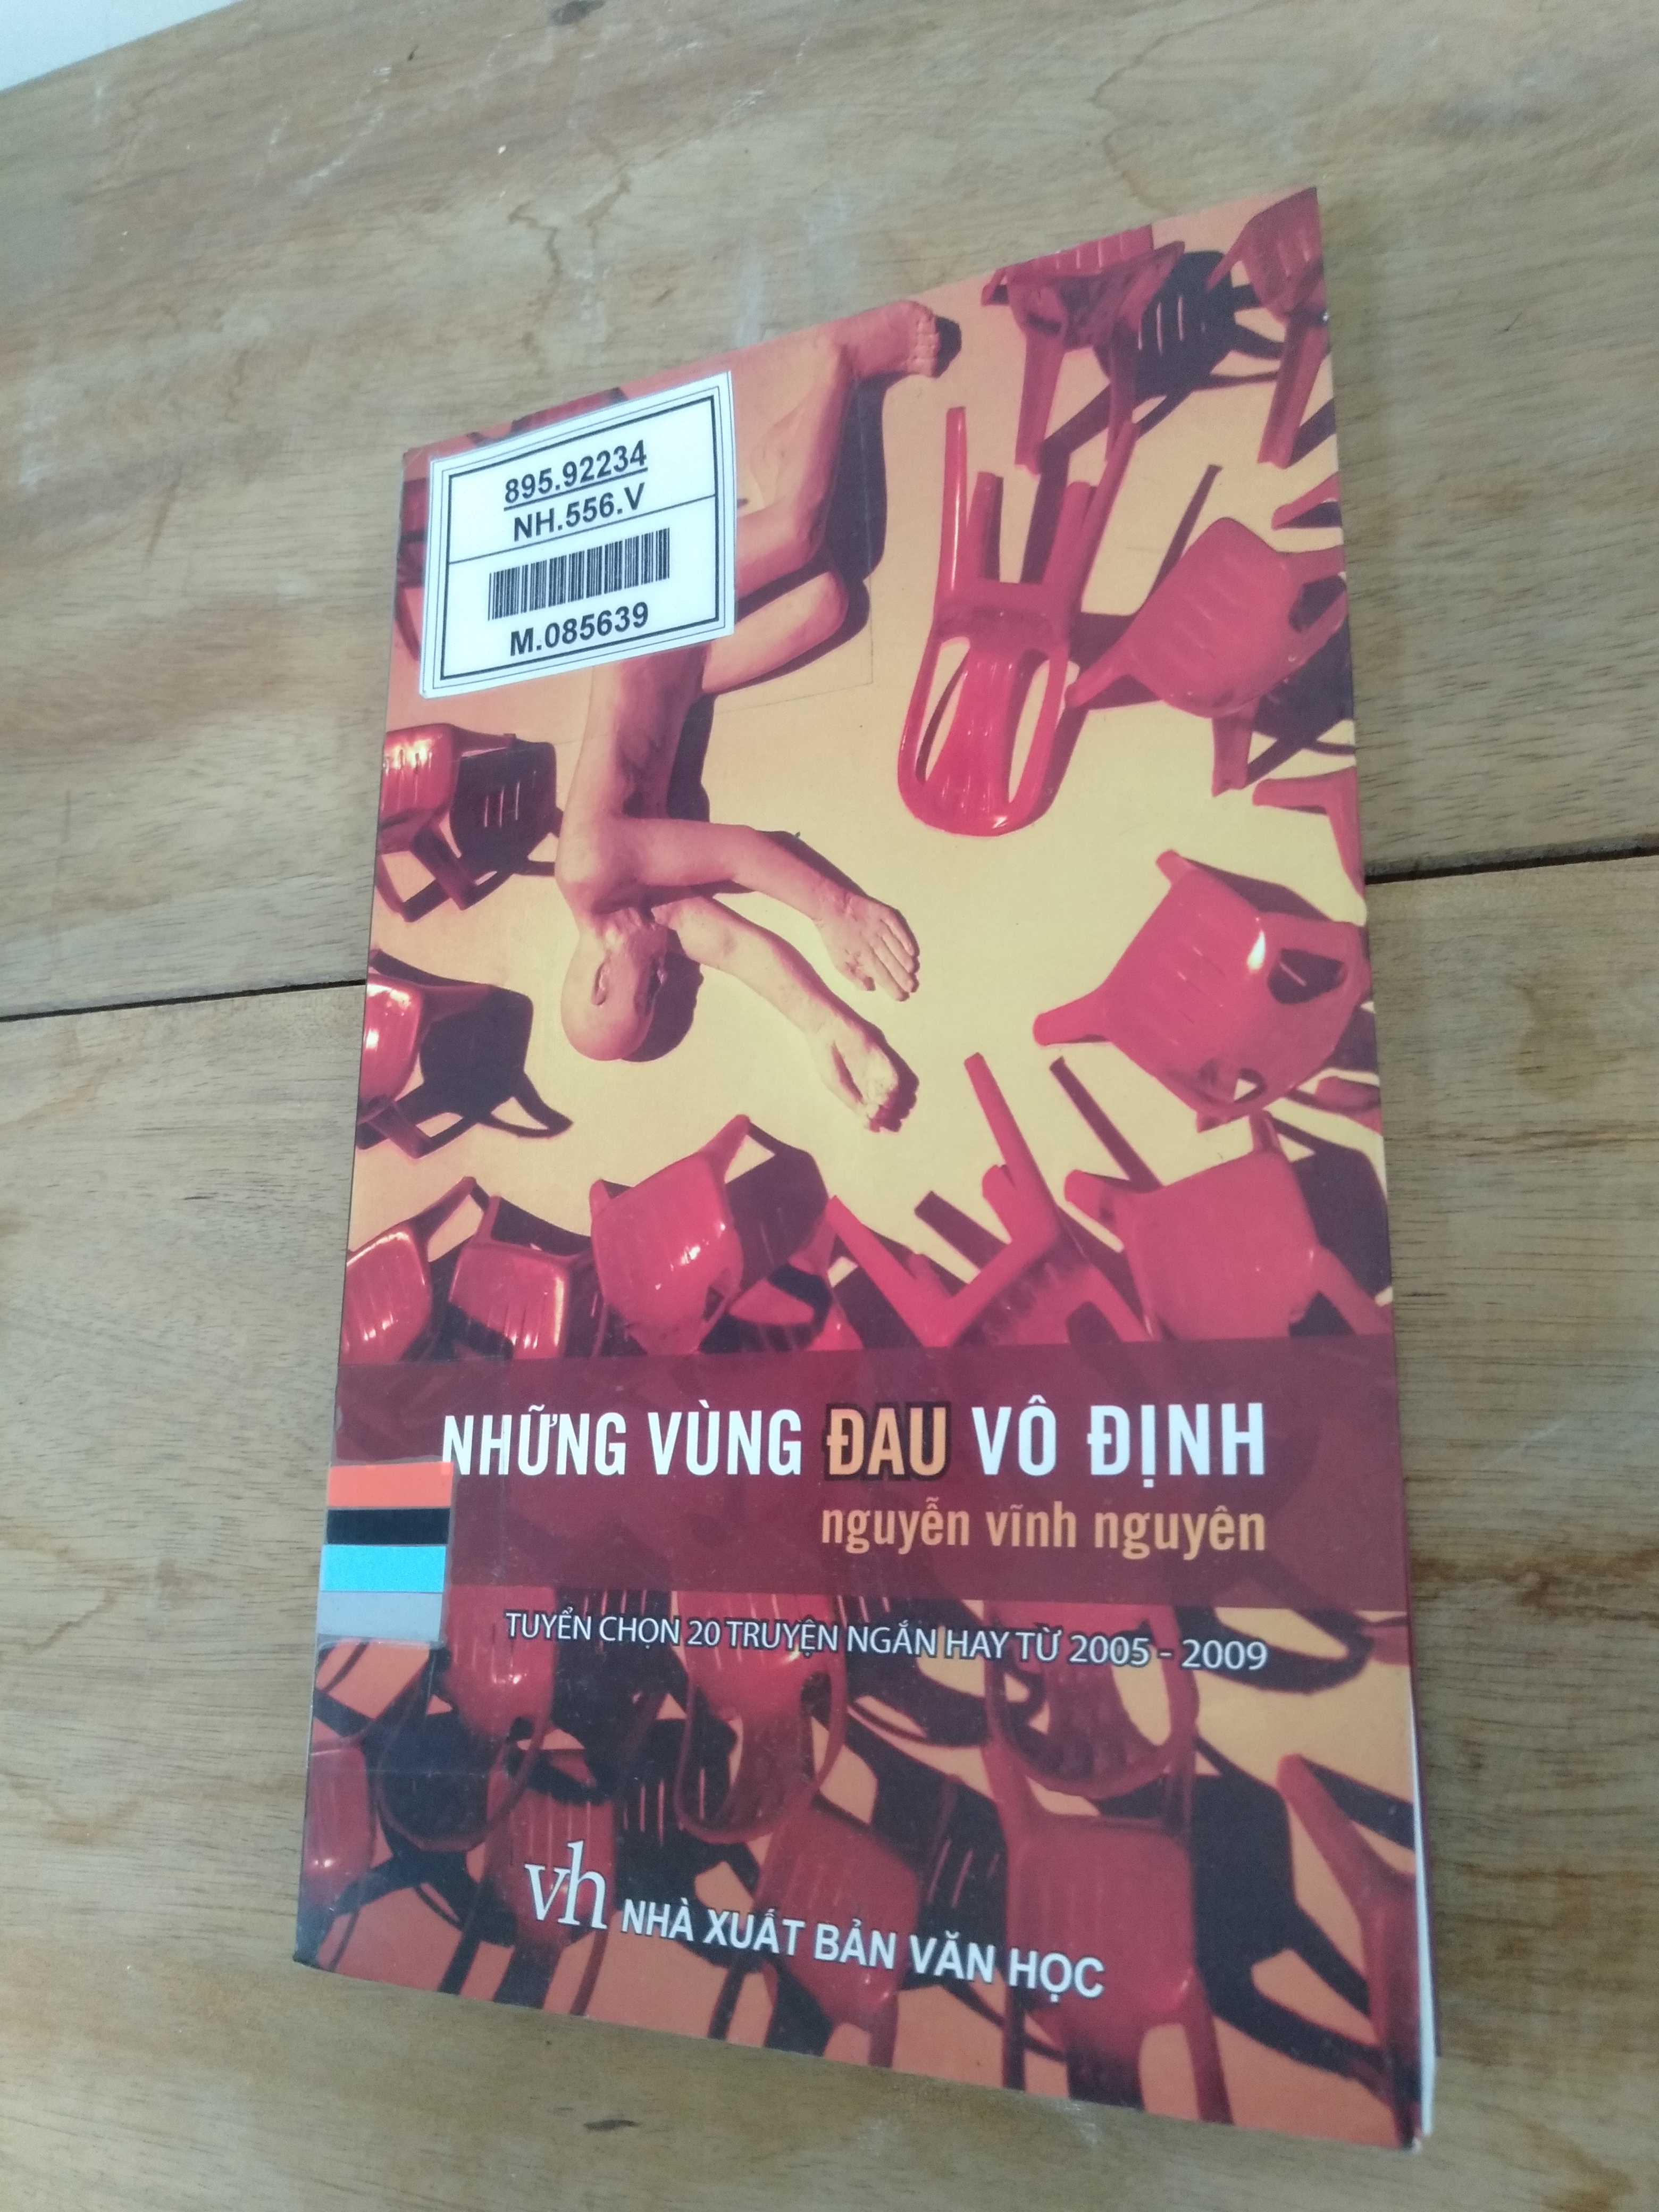 895.92234
NH.556.V
M.085639
NHỮNG VÙNG ĐAU VÔ ĐỊNH
nguyễn vĩnh nguyên
TUYỂN CHỌN 20 TRUYỆN NGẮN HAY TỪ 2005 - 2009
vh NHÀ XUẤT BẢN VĂN HỌC